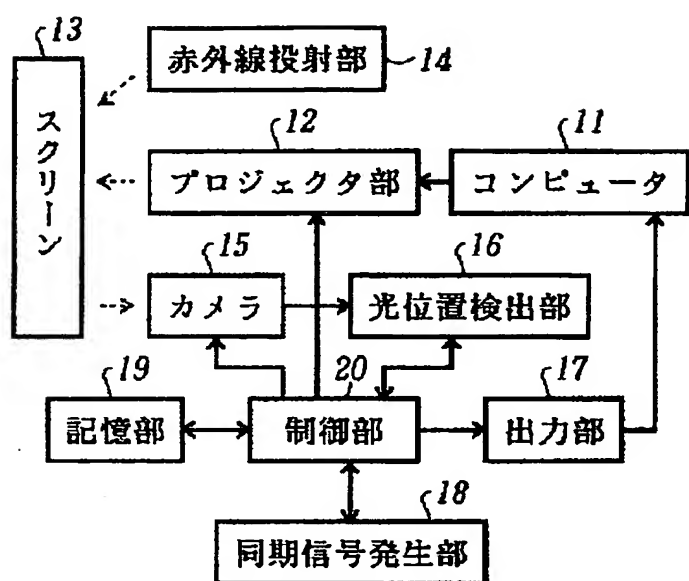 13
スクリーン
赤外線投射部
14
12
プロジェクタ部
11
コンピュータ
15
カメラ
16
光位置検出部
19
記憶部
20
制御部
17
出力部
18
同期信号発生部